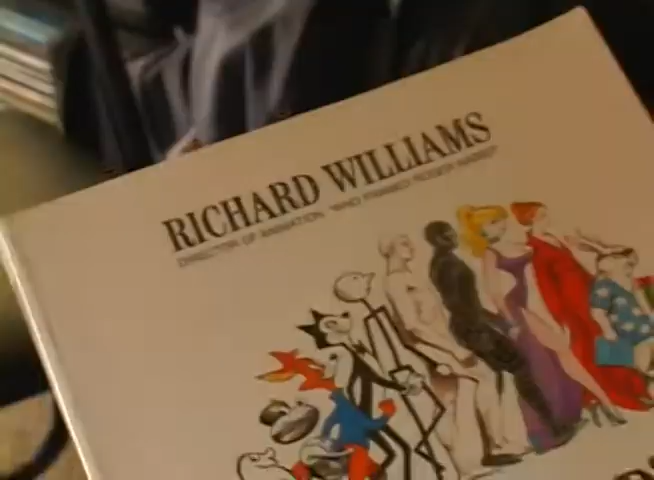 RICHARD WILLIAMS
DIRECTOR OF ANIMATION 'WHO FRAMED ROGER RABBIT'